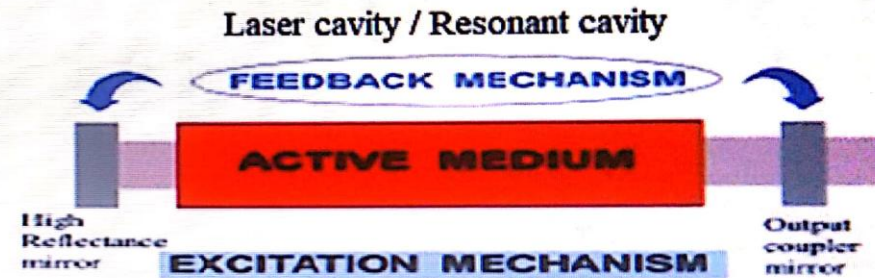 Laser cavity / Resonant cavity
FEEDBACK MECHANISM
ACTIVE MEDIUM
High
Reflectance
mirror
Output
coupler
mirror
EXCITATION MECHANISM